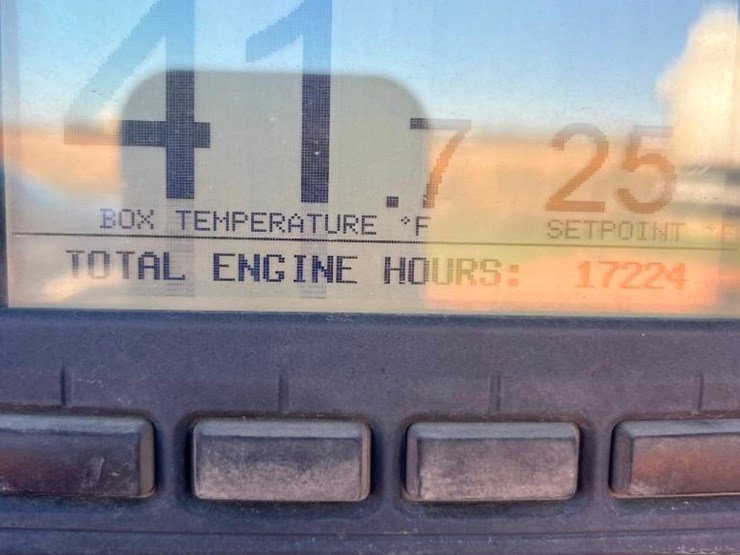 41.7 25
BOX TEMPERATURE °F SETPOINT °F
TOTAL ENGINE HOURS: 17224